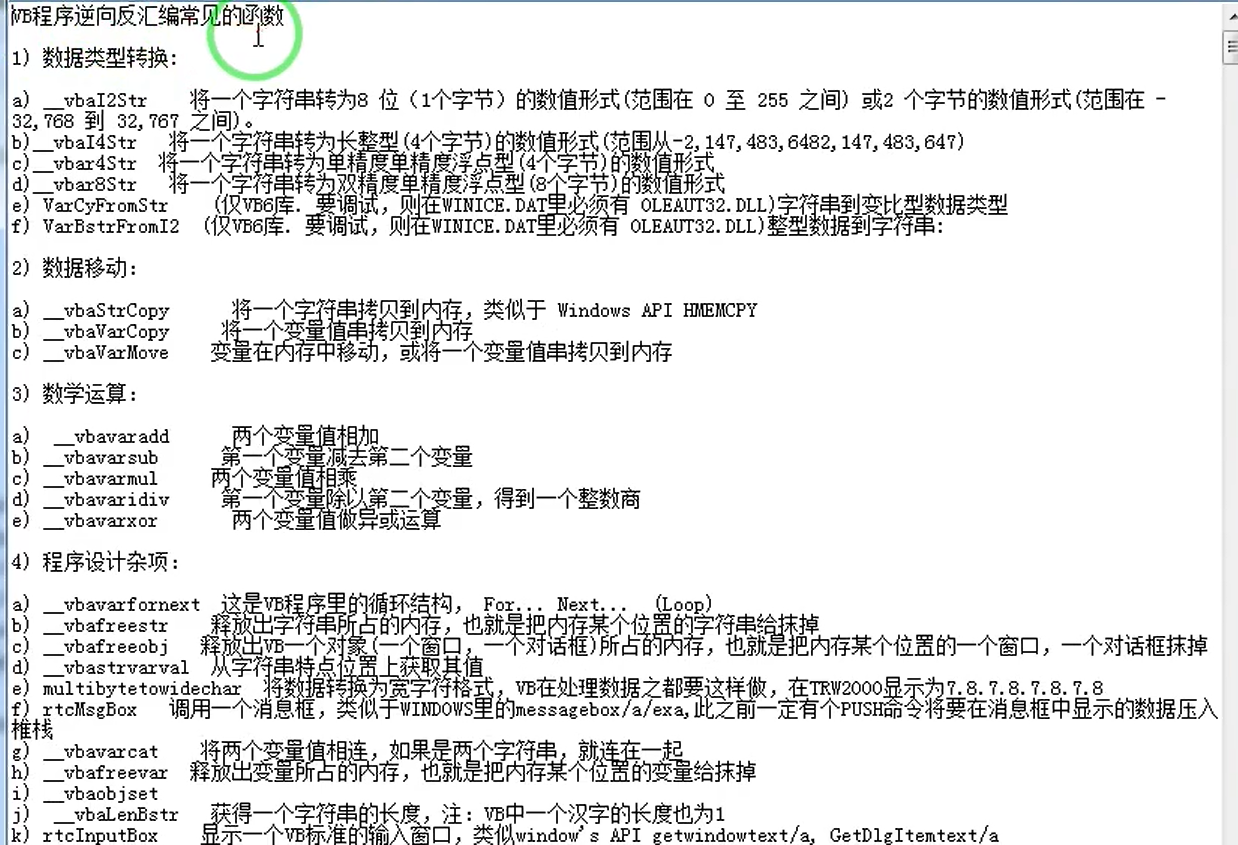 VB程序逆向反汇编常见的函数
1) 数据类型转换:
a) __vbaI2Str 将一个字符串转为8 位（1个字节）的数值形式(范围在 0 至 255 之间) 或2 个字节的数值形式(范围在 -
32,768 到 32,767 之间)。
b)__vbaI4Str 将一个字符串转为长整型(4个字节)的数值形式(范围从-2,147,483,6482,147,483,647)
c)__vbar4Str 将一个字符串转为单精度单精度浮点型(4个字节)的数值形式
d)__vbar8Str 将一个字符串转为双精度单精度浮点型(8个字节)的数值形式
e) VarCyFromStr （仅VB6库. 要调试，则在WINICE.DAT里必须有 OLEAUT32.DLL)字符串到变比型数据类型
f) VarBstrFromI2 （仅VB6库. 要调试，则在WINICE.DAT里必须有 OLEAUT32.DLL)整型数据到字符串:
2) 数据移动:
a) __vbaStrCopy 将一个字符串拷贝到内存，类似于 Windows API HMEMCPY
b) __vbaVarCopy 将一个变量值串拷贝到内存
c) __vbaVarMove 变量在内存中移动，或将一个变量值串拷贝到内存
3) 数学运算:
a) __vbavaradd 两个变量值相加
b) __vbavarsub 第一个变量减去第二个变量
c) __vbavarmul 两个变量值相乘
d) __vbavaridiv 第一个变量除以第二个变量，得到一个整数商
e) __vbavarxor 两个变量值做异或运算
4) 程序设计杂项:
a) __vbavarfornext 这是VB程序里的循环结构， For... Next... (Loop)
b) __vbafreestr 释放出字符串所占的内存，也就是把内存某个位置的字符串给抹掉
c) __vbafreeobj 释放出VB一个对象(一个窗口，一个对话框)所占的内存，也就是把内存某个位置的一个窗口，一个对话框抹掉
d) __vbastrvarval 从字符串特点位置上获取其值
e) multibytetowidechar 将数据转换为宽字符格式，VB在处理数据之都要这样做，在TRW2000显示为7.8.7.8.7.8.7.8
f) rtcMsgBox 调用一个消息框，类似于WINDOWS里的messagebox/a/exa,此之前一定有个PUSH命令将要在消息框中显示的数据压入
椎栈
g) __vbavarcat 将两个变量值相连，如果是两个字符串，就连在一起
h) __vbafreevar 释放出变量所占的内存，也就是把内存某个位置的变量给抹掉
i) __vbaobjset
j) __vbaLenBstr 获得一个字符串的长度，注：VB中一个汉字的长度也为1
k) rtcInputBox 显示一个VB标准的输入窗口，类似window's API getwindowtext/a, GetDlgItemtext/a